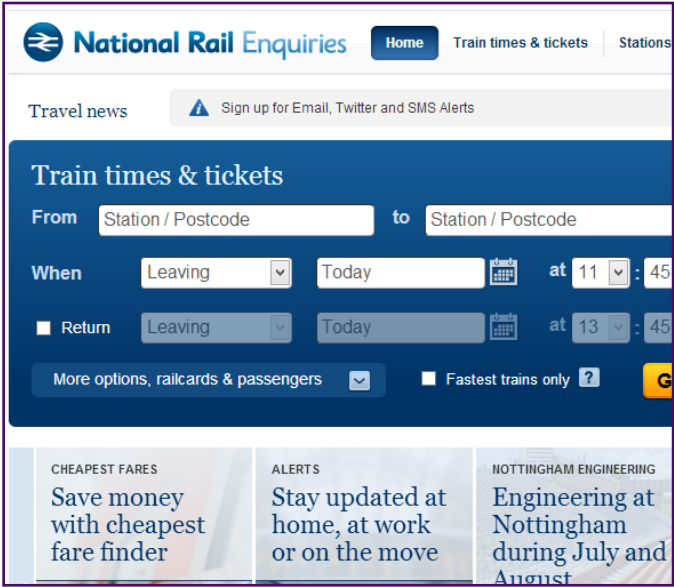 National Rail Enquiries
Home
Train times & tickets
Stations
Travel news
Sign up for Email, Twitter and SMS Alerts
Train times & tickets
From
Station / Postcode
to
Station / Postcode
When
Leaving
Today
at
11
:
45
Return
Leaving
Today
at
13
:
45
More options, railcards & passengers
Fastest trains only
?
G
CHEAPEST FARES
Save money
with cheapest
fare finder
ALERTS
Stay updated at
home, at work
or on the move
NOTTINGHAM ENGINEERING
Engineering at
Nottingham
during July and
August